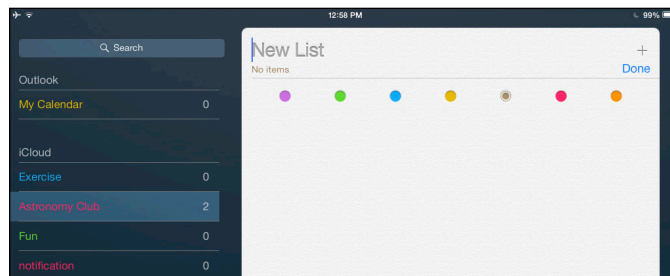 12:58 PM
99%
Search
Outlook
My Calendar 0
iCloud
Exercise 0
Astronomy Club 2
Fun 0
notification 0
New List
No items
Done